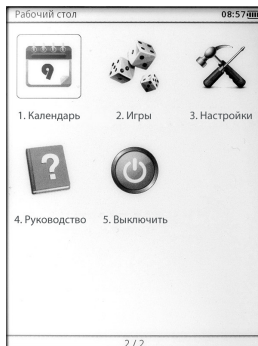 Рабочий стол 08:57
9
1. Календарь 2. Игры 3. Настройки
?
4. Руководство 5. Выключить
2 / 2